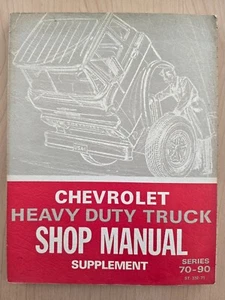 CHEVROLET
HEAVY DUTY TRUCK
SHOP MANUAL
SUPPLEMENT
SERIES
70-90